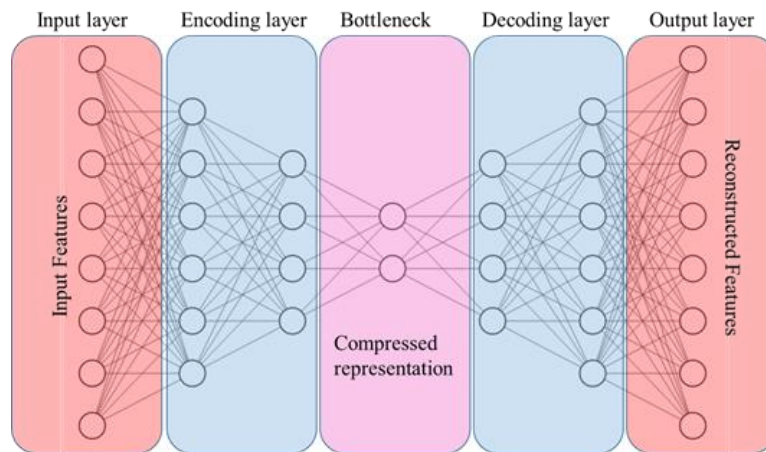 Input layer
Encoding layer
Bottleneck
Decoding layer
Output layer
Input Features
Compressed
representation
Reconstructed Features